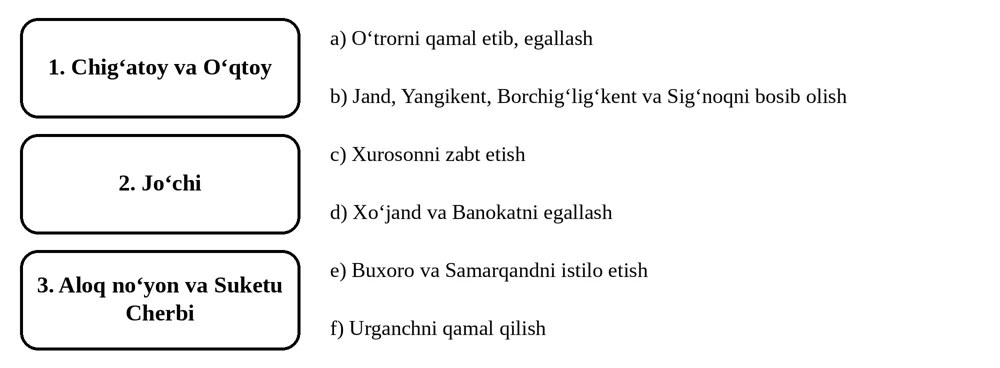 1. Chig‘atoy va O‘qtoy
2. Jo‘chi
3. Aloq no‘yon va Suketu
Cherbi
a) O‘trorni qamal etib, egallash
b) Jand, Yangikent, Borchig‘lig‘kent va Sig‘noqni bosib olish
c) Xurosonni zabt etish
d) Xo‘jand va Banokatni egallash
e) Buxoro va Samarqandni istilo etish
f) Urganchni qamal qilish